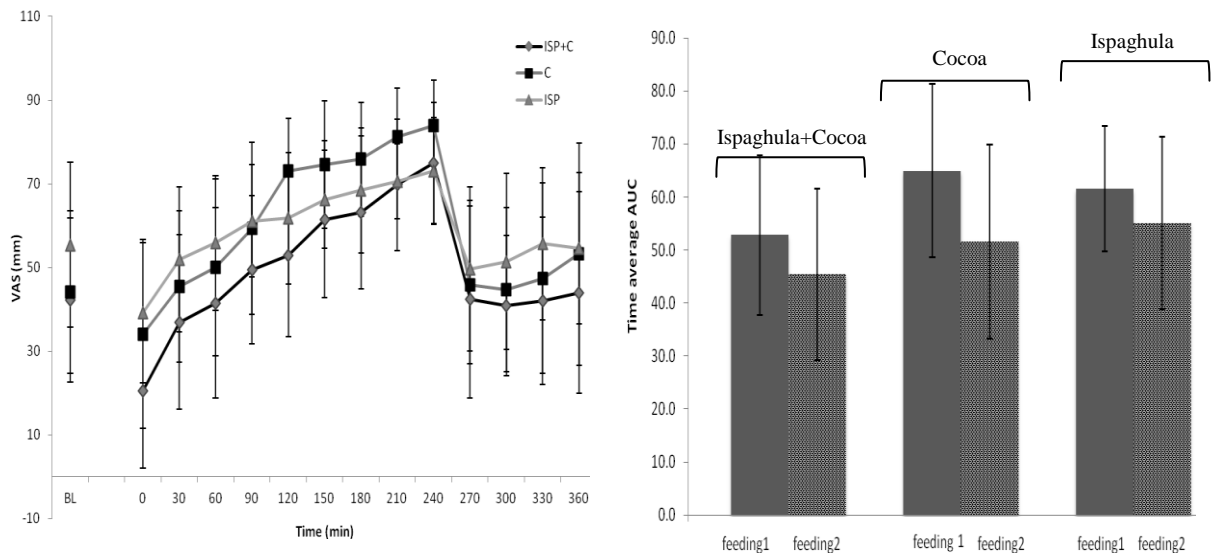 110
90
70
50
30
10
-10
VAS (mm)
ISP+C
C
ISP
BL 0 30 60 90 120 150 180 210 240 270 300 330 360
Time (min)
90.0
80.0
70.0
60.0
50.0
40.0
30.0
20.0
10.0
0.0
Time average AUC
Ispaghula+Cocoa
Cocoa
Ispaghula
feeding1 feeding2 feeding 1 feeding2 feeding1 feeding2